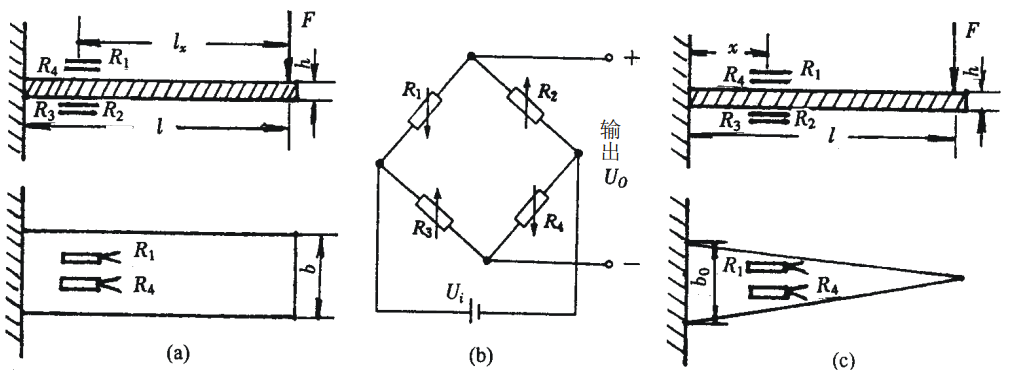 F
l_x
R_4 R_1
h
R_3 R_2
l
R_1
R_4
b
(a)
+
R_1
R_2
输出
U_O
R_3
R_4
−
U_i
(b)
F
x
R_4 R_1
h
R_3 R_2
l
b_0
R_1
R_4
(c)